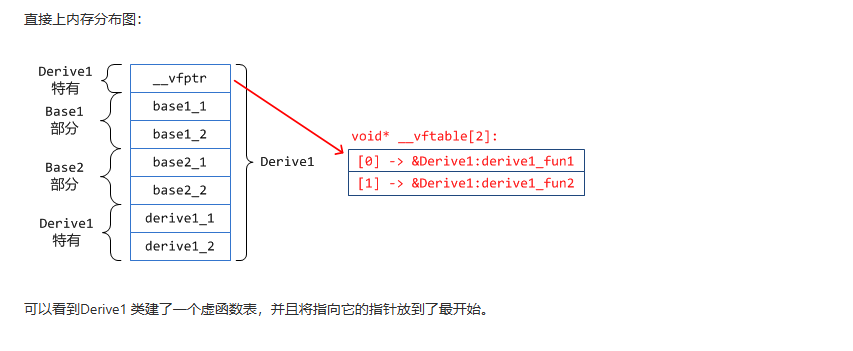 直接上内存分布图：
Derive1
特有
__vfptr
Base1
部分
base1_1
base1_2
void* __vftable[2]:
Base2
部分
base2_1
base2_2
Derive1
[0] -> &Derive1:derive1_fun1
[1] -> &Derive1:derive1_fun2
Derive1
特有
derive1_1
derive1_2
可以看到Derive1 类建了一个虚函数表，并且将指向它的指针放到了最开始。